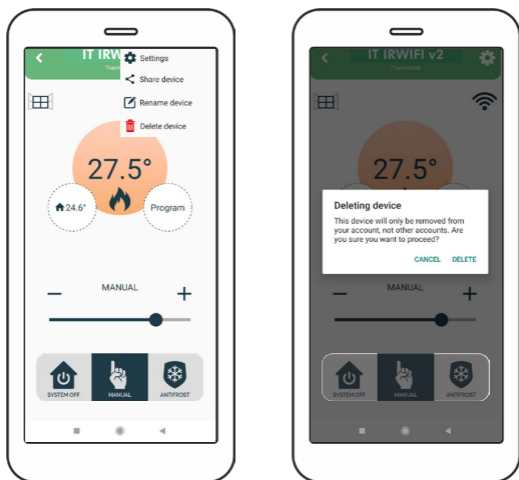 IT IRW
Settings
Share device
Rename device
Delete device
27.5°
24.6°
Program
MANUAL
SYSTEM OFF
MANUAL
ANTIFROST
IT IRWIFI v2
Thermostat
27.5°
Deleting device
This device will only be removed from
your account, not other accounts. Are
you sure you want to proceed?
CANCEL DELETE
MANUAL
SYSTEM OFF
MANUAL
ANTIFROST